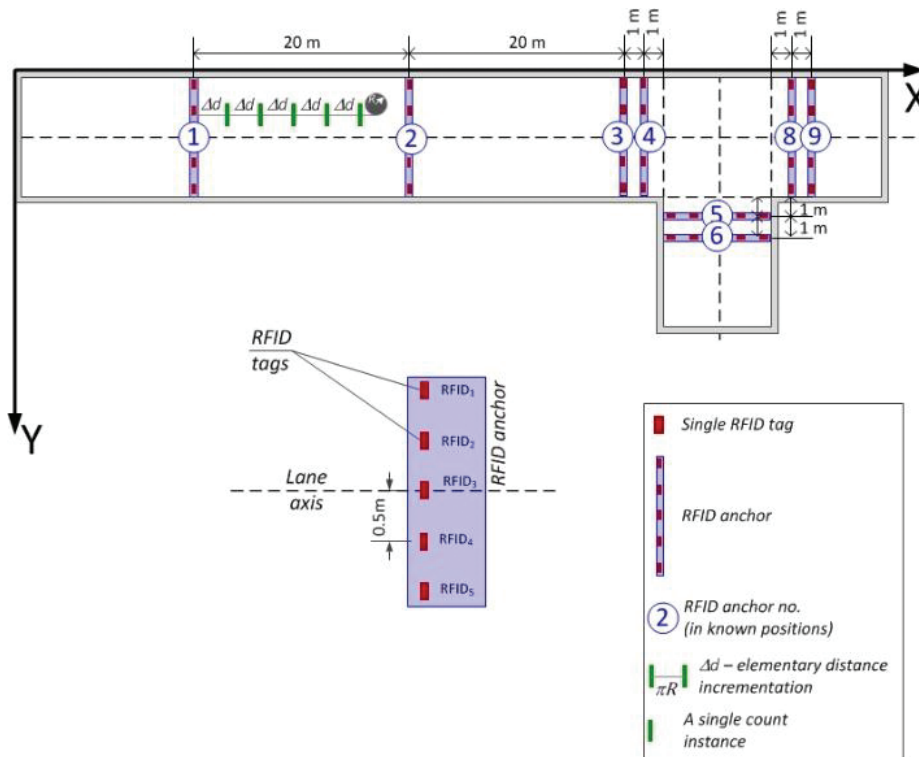 20 m
20 m
1 m
1 m
1 m
1 m
X
Δd
Δd
Δd
Δd
Δd
1
2
3
4
8
9
5
1 m
6
1 m
Y
RFID
tags
RFID₁
RFID₂
RFID₃
RFID₄
RFID₅
RFID anchor
Lane
axis
0.5m
Single RFID tag
RFID anchor
2
RFID anchor no.
(in known positions)
πR
Δd – elementary distance
incrementation
A single count
instance